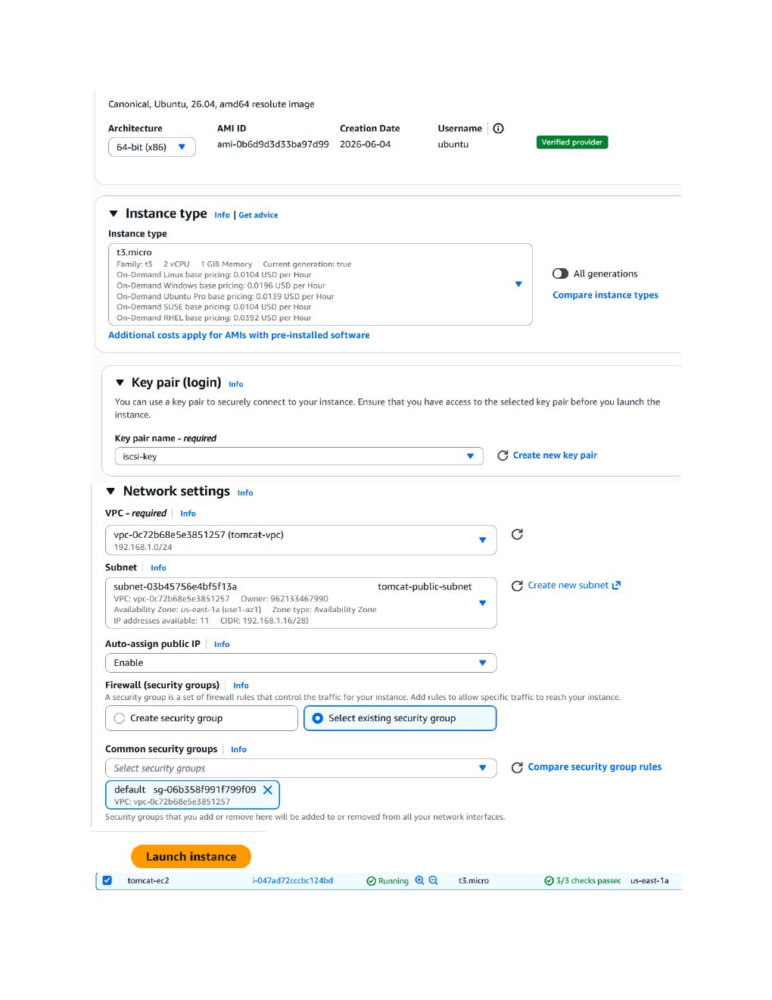 Canonical, Ubuntu, 26.04, amd64 resolute image
Architecture AMI ID Creation Date Username
64-bit (x86) ami-0b6d9d3d33ba97d99 2026-06-04 ubuntu Verified provider
Instance type Info | Get advice
Instance type
t3.micro
Family: t3 2 vCPU 1 GiB Memory Current generation: true
On-Demand Linux base pricing: 0.0104 USD per Hour
On-Demand Windows base pricing: 0.0196 USD per Hour
On-Demand Ubuntu Pro base pricing: 0.0139 USD per Hour
On-Demand SUSE base pricing: 0.0104 USD per Hour
On-Demand RHEL base pricing: 0.0392 USD per Hour
All generations
Compare instance types
Additional costs apply for AMIs with pre-installed software
Key pair (login) Info
You can use a key pair to securely connect to your instance. Ensure that you have access to the selected key pair before you launch the
instance.
Key pair name - required
iscsi-key Create new key pair
Network settings Info
VPC - required Info
vpc-0c72b68e5e3851257 (tomcat-vpc)
192.168.1.0/24
Subnet Info
subnet-03b45756e4bf5f13a tomcat-public-subnet
VPC: vpc-0c72b68e5e3851257 Owner: 962133467990
Availability Zone: us-east-1a (use1-az1) Zone type: Availability Zone
IP addresses available: 11 CIDR: 192.168.1.16/28)
Create new subnet
Auto-assign public IP Info
Enable
Firewall (security groups) Info
A security group is a set of firewall rules that control the traffic for your instance. Add rules to allow specific traffic to reach your instance.
Create security group Select existing security group
Common security groups Info
Select security groups Compare security group rules
default sg-06b358f991f799f09
VPC: vpc-0c72b68e5e3851257
Security groups that you add or remove here will be added to or removed from all your network interfaces.
Launch instance
tomcat-ec2 i-047ad72cccbc124bd Running t3.micro 3/3 checks passec us-east-1a